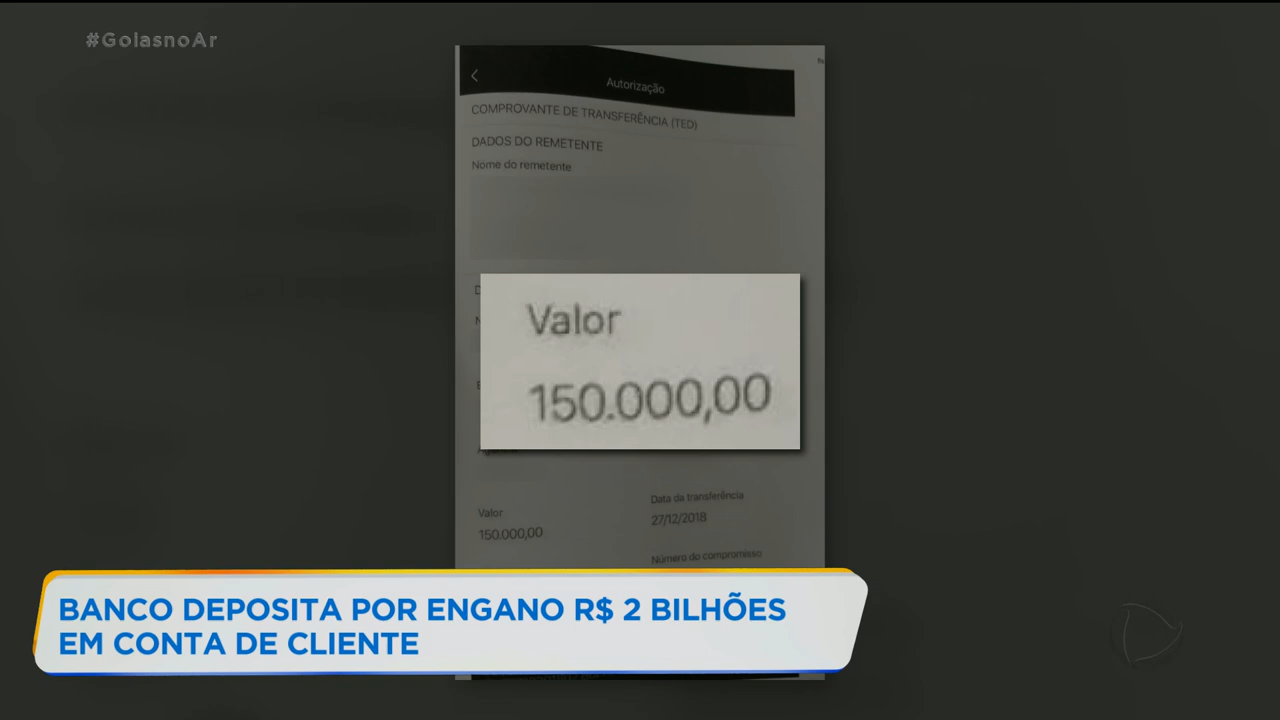 #GoiasnoAr
Autorização
COMPROVANTE DE TRANSFERÊNCIA (TED)
DADOS DO REMETENTE
Nome do remetente
Valor
150.000,00
Valor
150.000,00
Data da transferência
27/12/2018
Número do compromisso
BANCO DEPOSITA POR ENGANO R$ 2 BILHÕES
EM CONTA DE CLIENTE